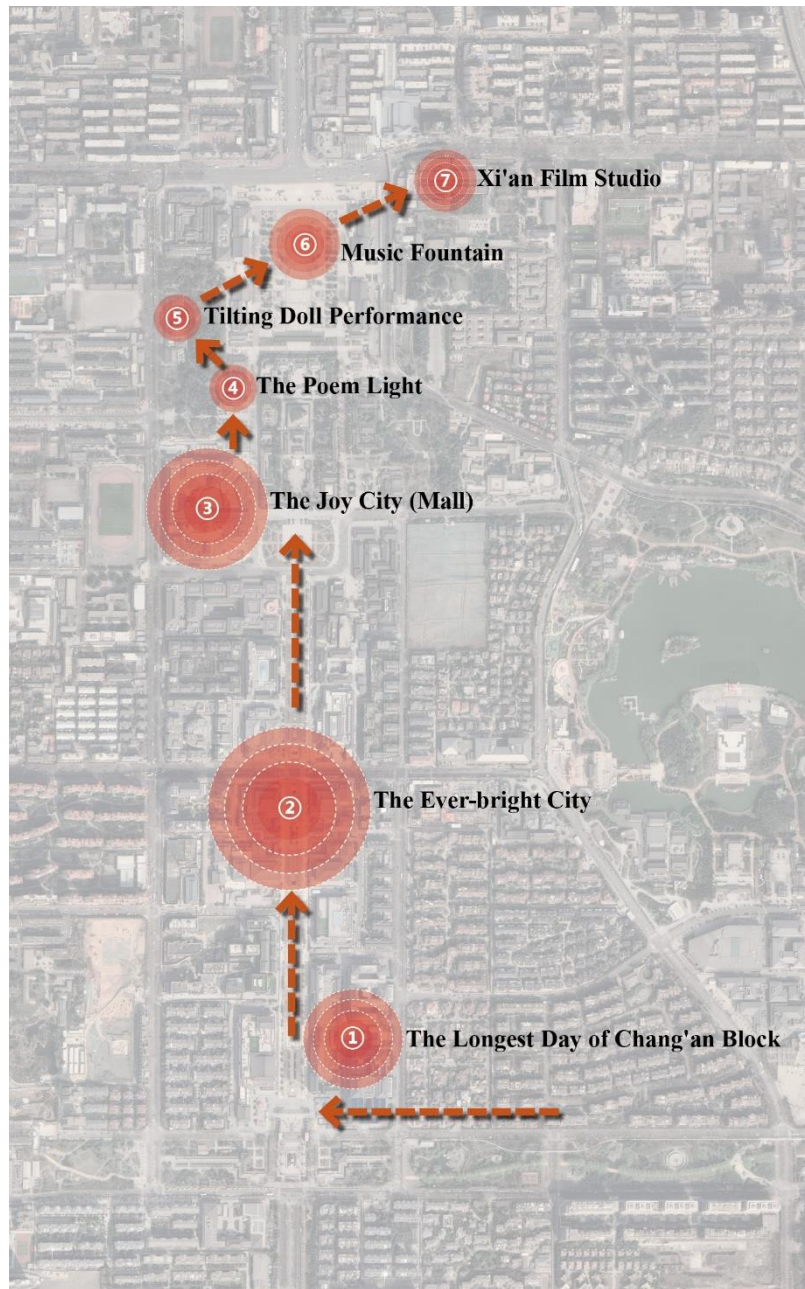 ⑦ Xi'an Film Studio
⑥ Music Fountain
⑤ Tilting Doll Performance
④ The Poem Light
③ The Joy City (Mall)
② The Ever-bright City
① The Longest Day of Chang'an Block